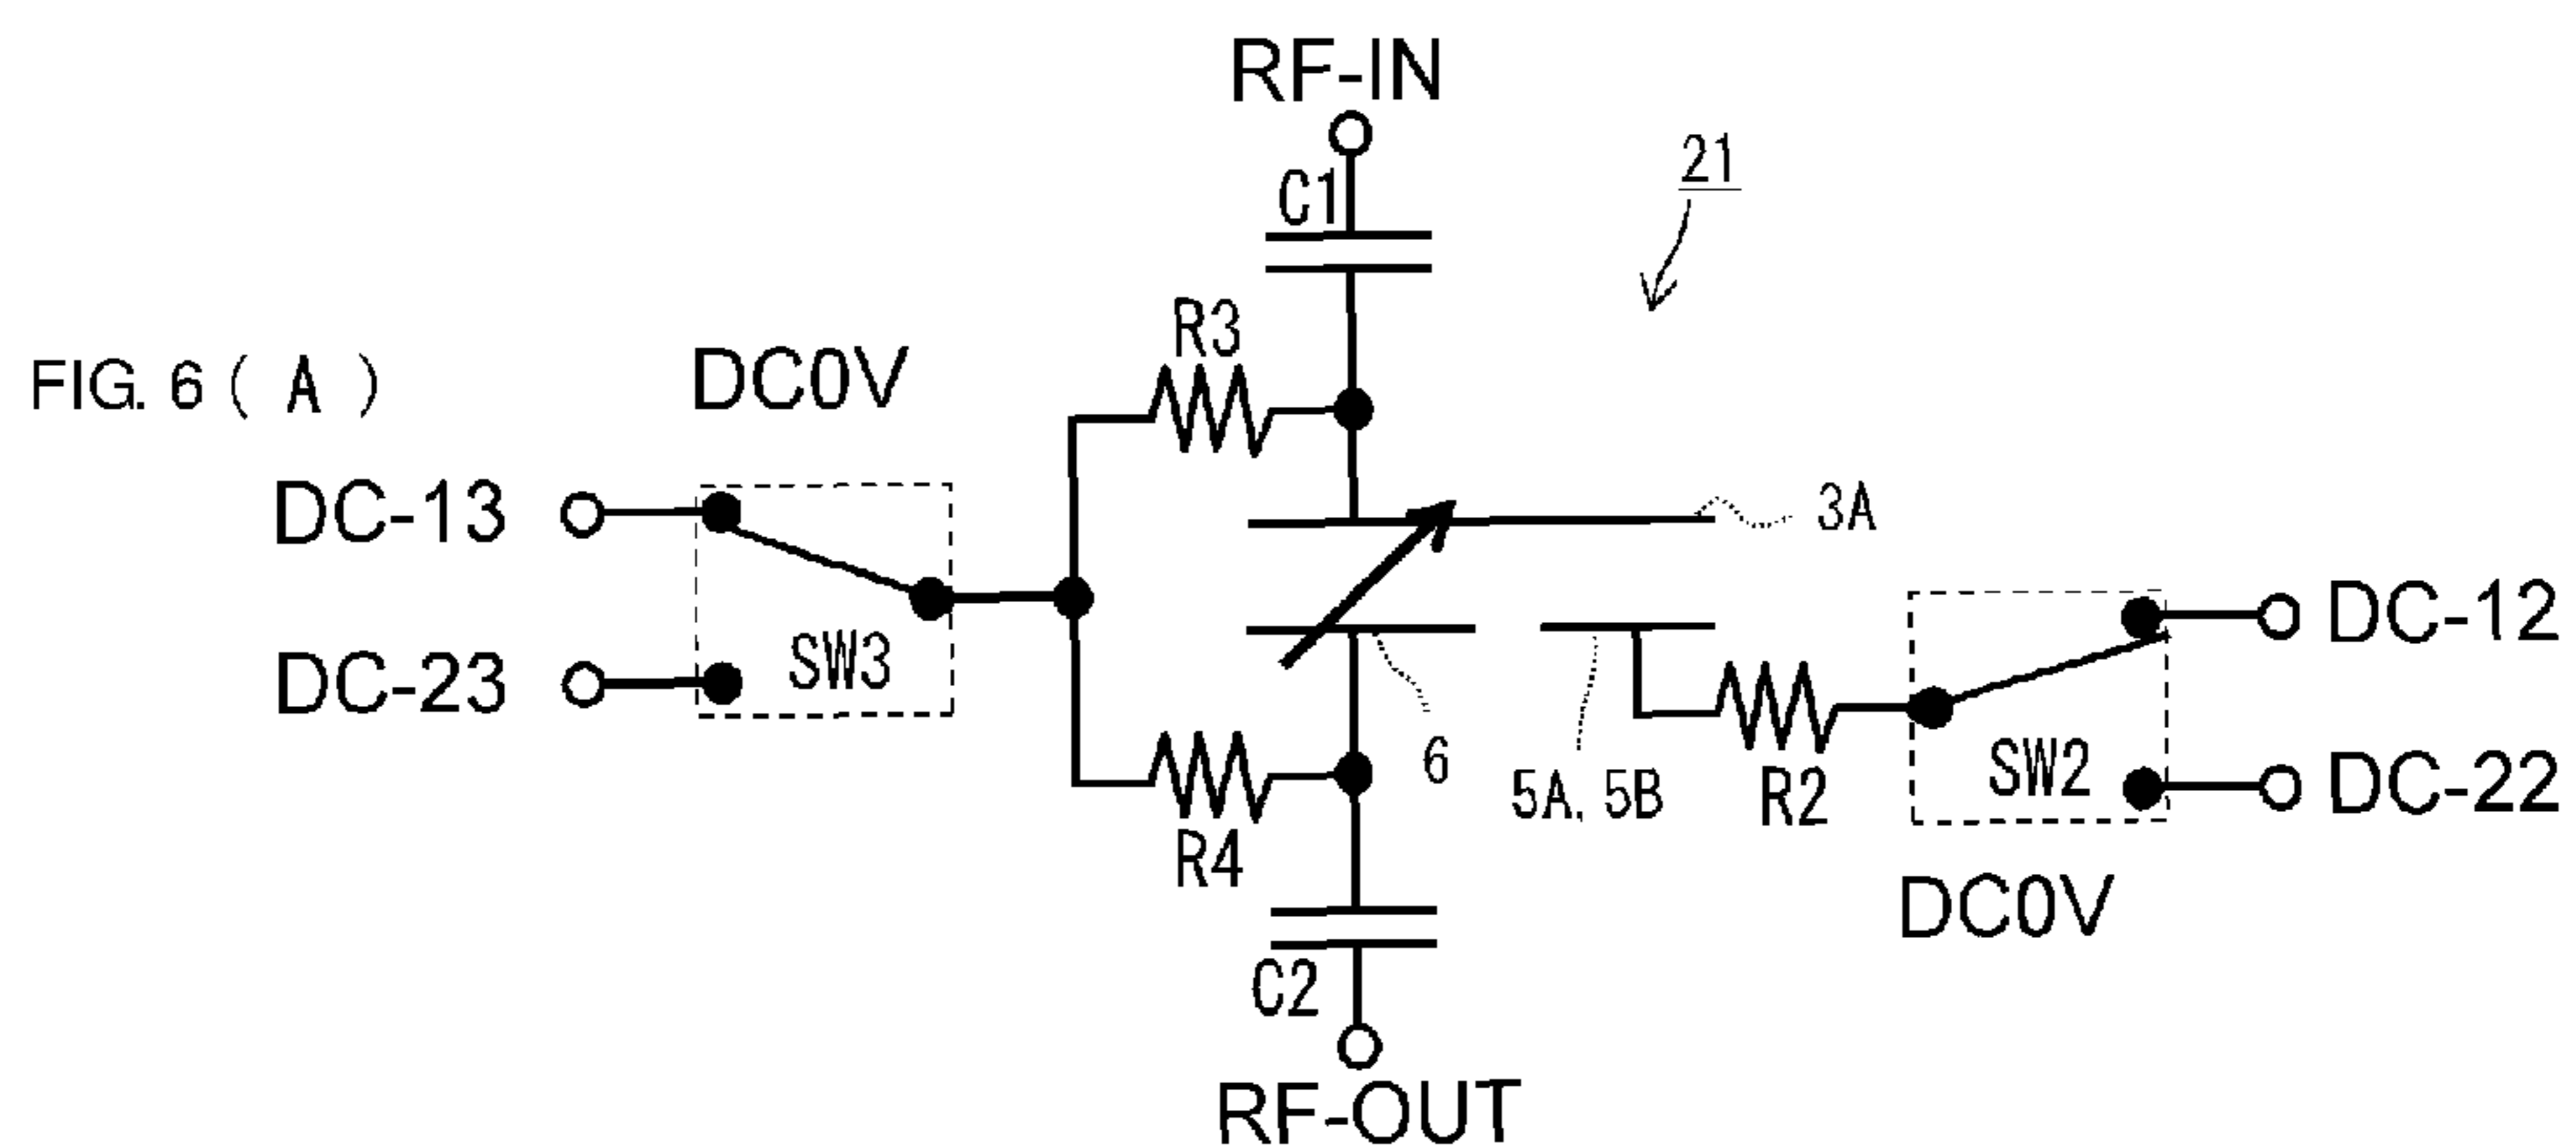 RF-IN
21
C1
R3
FIG. 6 ( A )
DC0V
DC-13
3A
DC-12
SW3
DC-23
6
5A, 5B
R2
SW2
DC-22
R4
DC0V
C2
RF-OUT